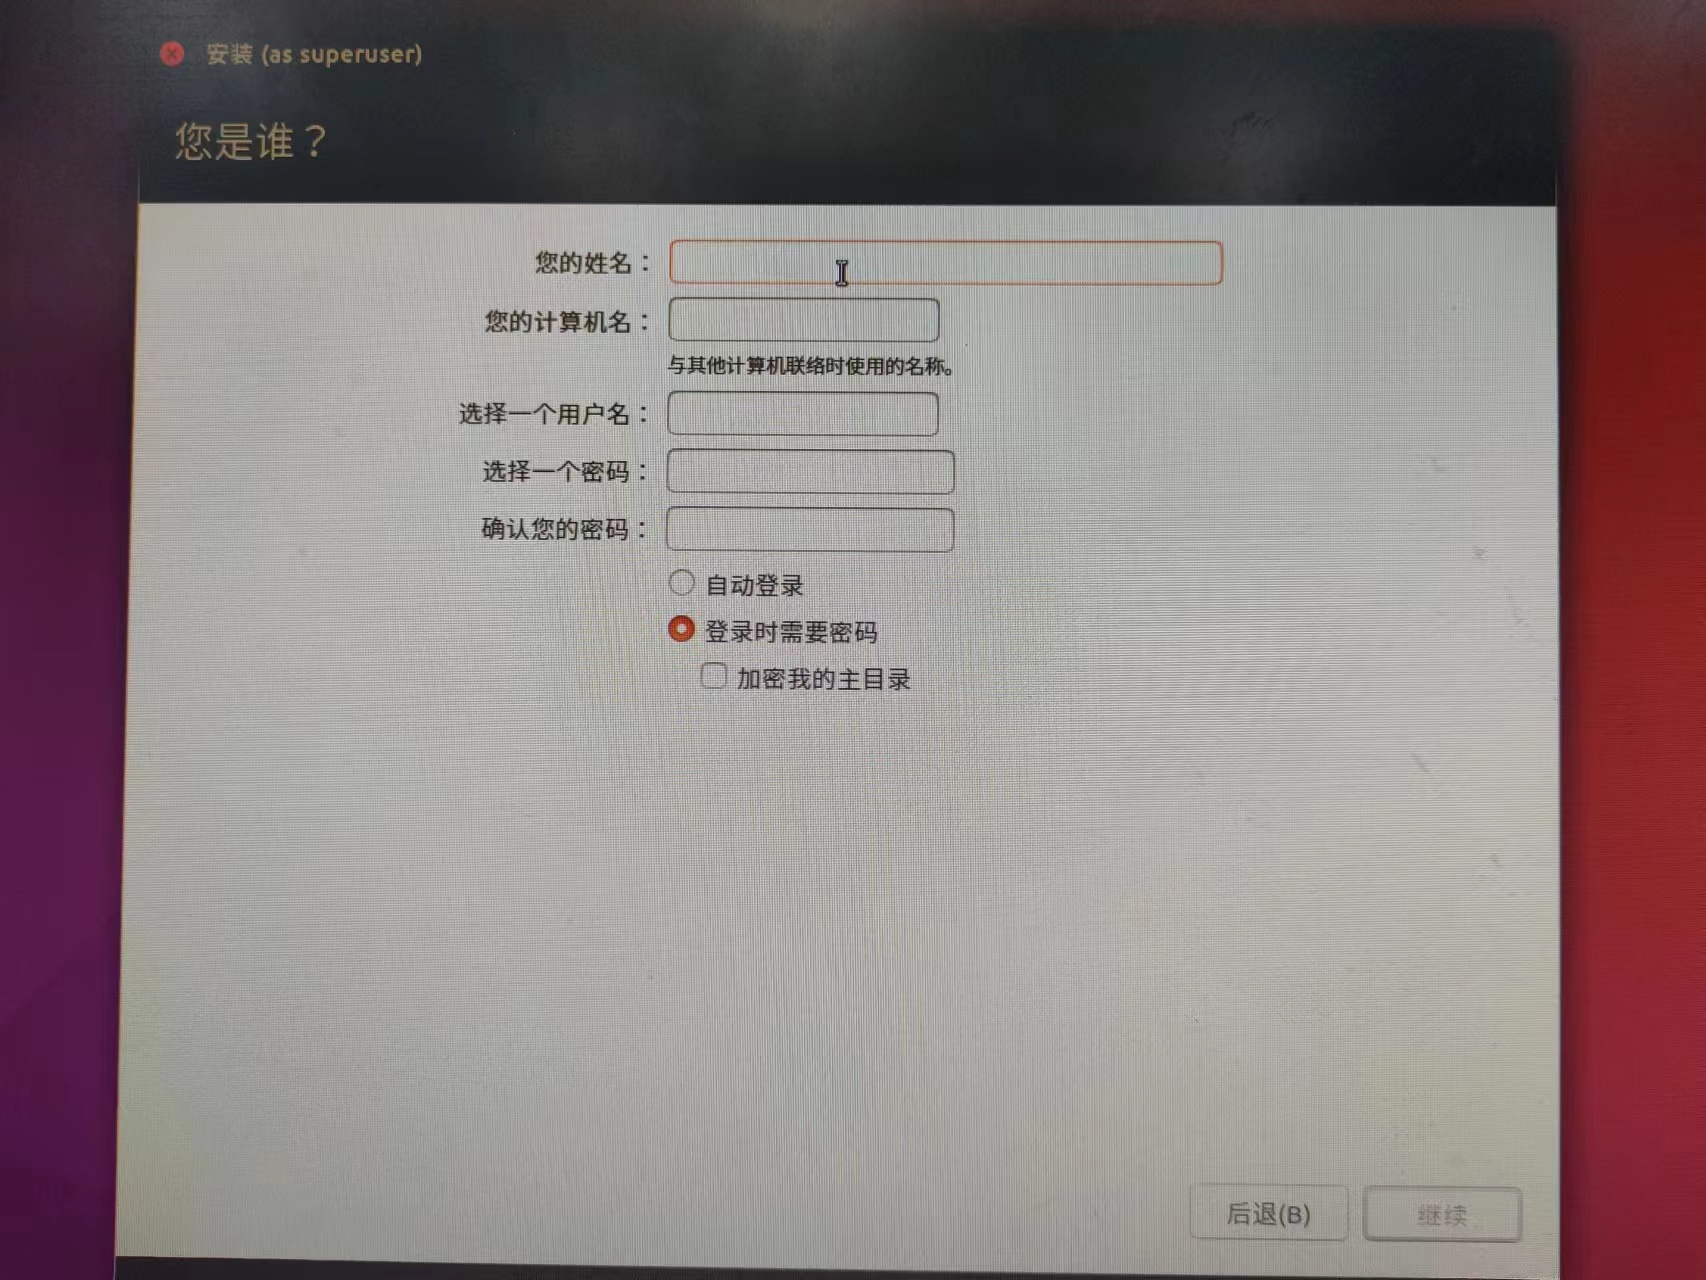 安装 (as superuser)
您是谁？
您的姓名：
您的计算机名：
与其他计算机联络时使用的名称。
选择一个用户名：
选择一个密码：
确认您的密码：
自动登录
登录时需要密码
加密我的主目录
后退(B)
继续